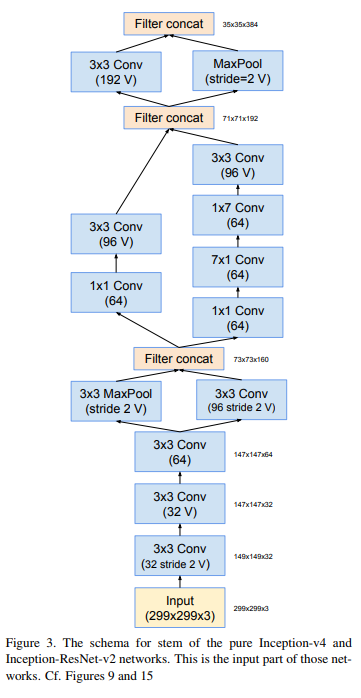 Filter concat
35x35x384
3x3 Conv
(192 V)
MaxPool
(stride=2 V)
Filter concat
71x71x192
3x3 Conv
(96 V)
1x7 Conv
(64)
3x3 Conv
(96 V)
7x1 Conv
(64)
1x1 Conv
(64)
1x1 Conv
(64)
Filter concat
73x73x160
3x3 MaxPool
(stride 2 V)
3x3 Conv
(96 stride 2 V)
3x3 Conv
(64)
147x147x64
3x3 Conv
(32 V)
147x147x32
3x3 Conv
(32 stride 2 V)
149x149x32
Input
(299x299x3)
299x299x3
Figure 3. The schema for stem of the pure Inception-v4 and
Inception-ResNet-v2 networks. This is the input part of those net-
works. Cf. Figures 9 and 15